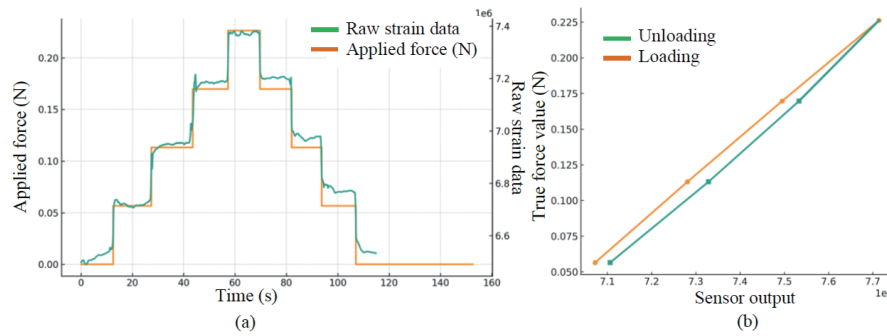 1e6
Raw strain data
Applied force (N)
Applied force (N)
0.20
0.15
0.10
0.05
0.00
7.4
7.2
7.0
6.8
6.6
Raw strain data
0 20 40 60 80 100 120 140 160
Time (s)
(a)
Unloading
Loading
True force value (N)
0.225
0.200
0.175
0.150
0.125
0.100
0.075
0.050
7.1 7.2 7.3 7.4 7.5 7.6 7.7
1e
Sensor output
(b)